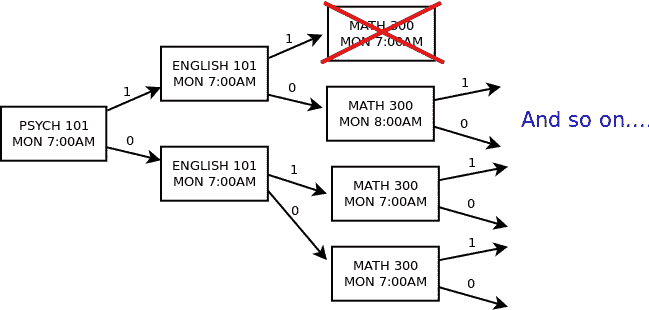 PSYCH 101
MON 7:00AM
1
0
ENGLISH 101
MON 7:00AM
1
0
ENGLISH 101
MON 7:00AM
1
0
MATH 300
MON 7:00AM
MATH 300
MON 8:00AM
1
0
MATH 300
MON 7:00AM
1
0
MATH 300
MON 7:00AM
1
0
And so on....